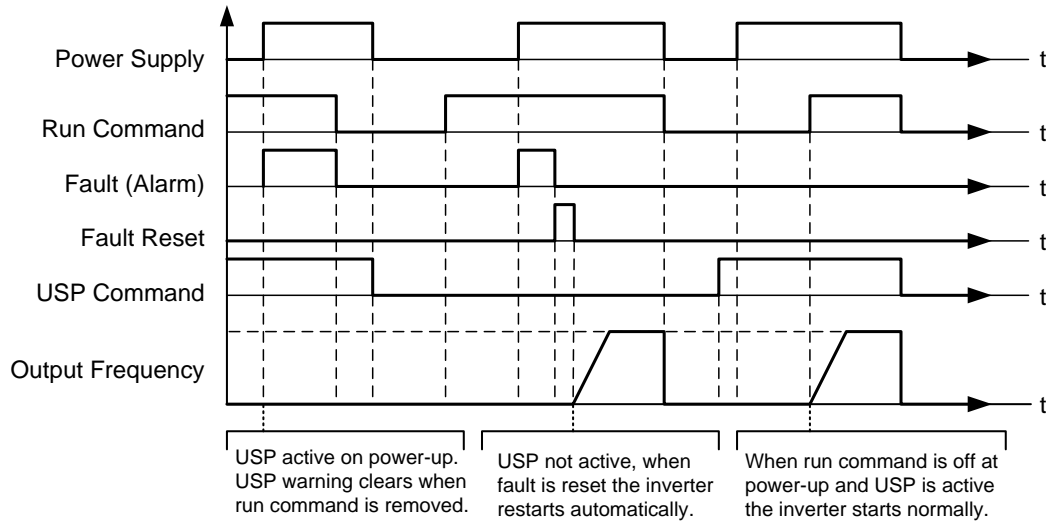 Power Supply
t
Run Command
t
Fault (Alarm)
t
Fault Reset
t
USP Command
t
Output Frequency
t
USP active on power-up.
USP warning clears when
run command is removed.
USP not active, when
fault is reset the inverter
restarts automatically.
When run command is off at
power-up and USP is active
the inverter starts normally.